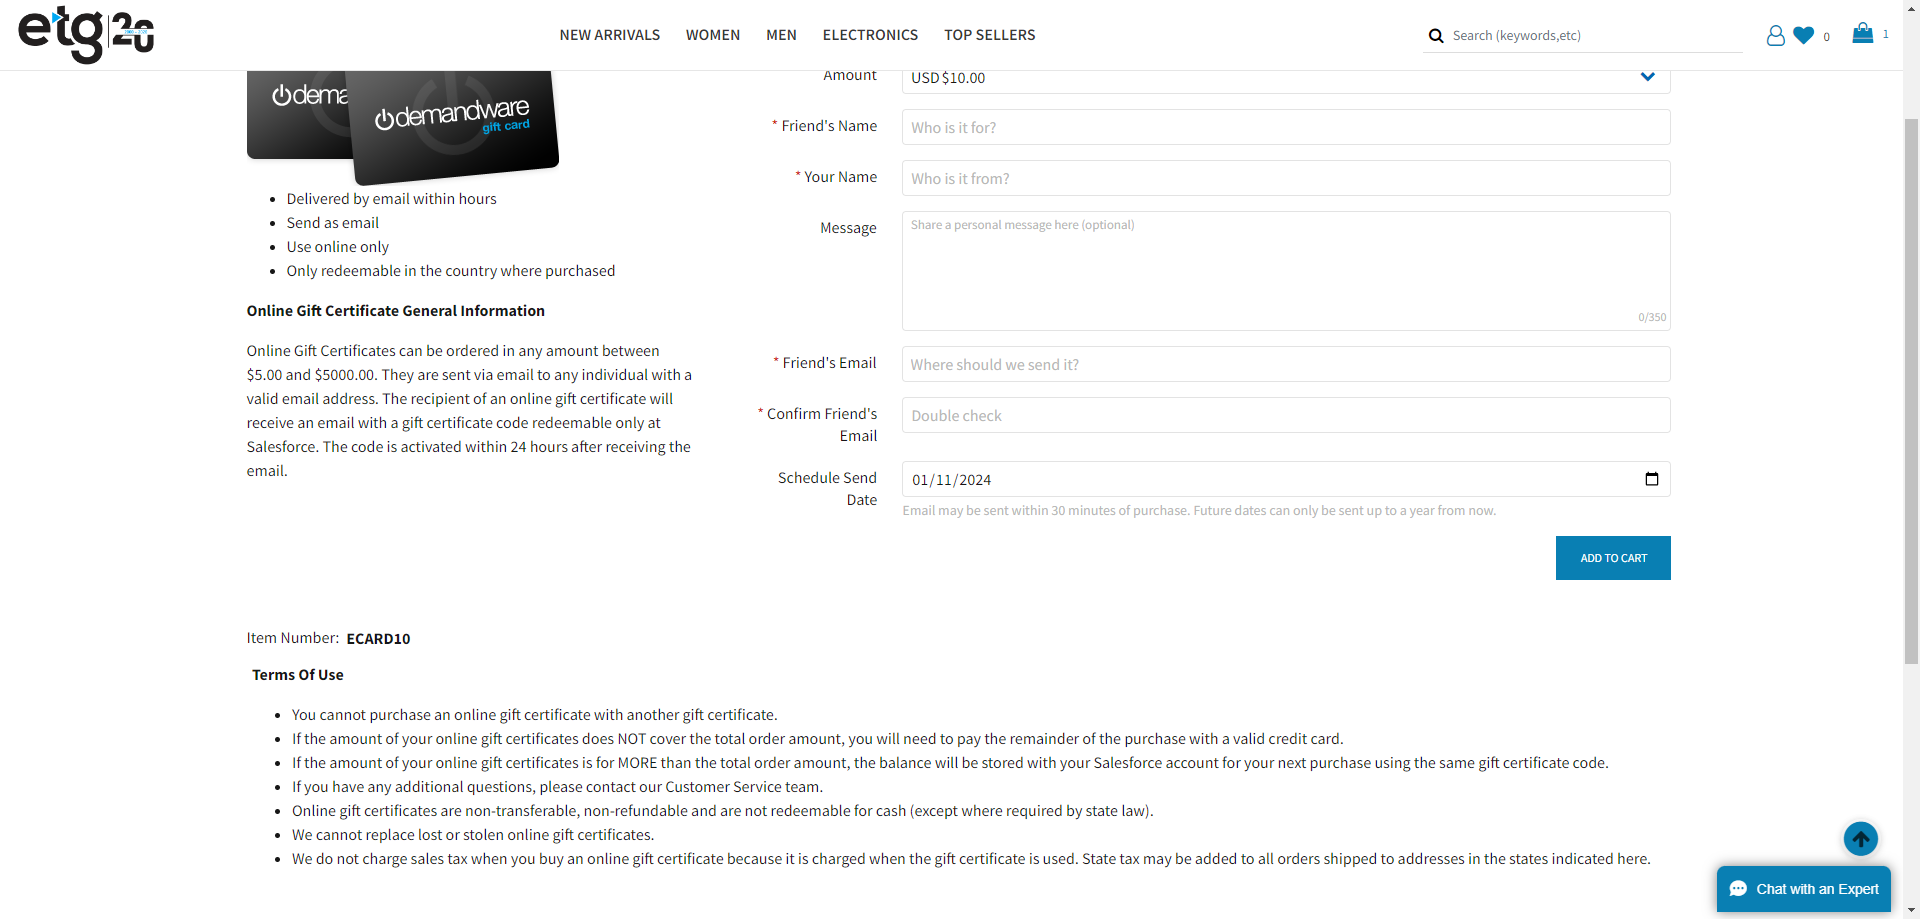 etg 20
NEW ARRIVALS WOMEN MEN ELECTRONICS TOP SELLERS
Search (keywords,etc)
0
1
dema
demandware
gift card
Delivered by email within hours
Send as email
Use online only
Only redeemable in the country where purchased
Online Gift Certificate General Information
Online Gift Certificates can be ordered in any amount between
$5.00 and $5000.00. They are sent via email to any individual with a
valid email address. The recipient of an online gift certificate will
receive an email with a gift certificate code redeemable only at
Salesforce. The code is activated within 24 hours after receiving the
email.
Amount
USD $10.00
* Friend's Name
Who is it for?
* Your Name
Who is it from?
Message
Share a personal message here (optional)
0/350
* Friend's Email
Where should we send it?
* Confirm Friend's
Email
Double check
Schedule Send
Date
01/11/2024
Email may be sent within 30 minutes of purchase. Future dates can only be sent up to a year from now.
ADD TO CART
Item Number: ECARD10
Terms Of Use
You cannot purchase an online gift certificate with another gift certificate.
If the amount of your online gift certificates does NOT cover the total order amount, you will need to pay the remainder of the purchase with a valid credit card.
If the amount of your online gift certificates is for MORE than the total order amount, the balance will be stored with your Salesforce account for your next purchase using the same gift certificate code.
If you have any additional questions, please contact our Customer Service team.
Online gift certificates are non-transferable, non-refundable and are not redeemable for cash (except where required by state law).
We cannot replace lost or stolen online gift certificates.
We do not charge sales tax when you buy an online gift certificate because it is charged when the gift certificate is used. State tax may be added to all orders shipped to addresses in the states indicated here.
Chat with an Expert